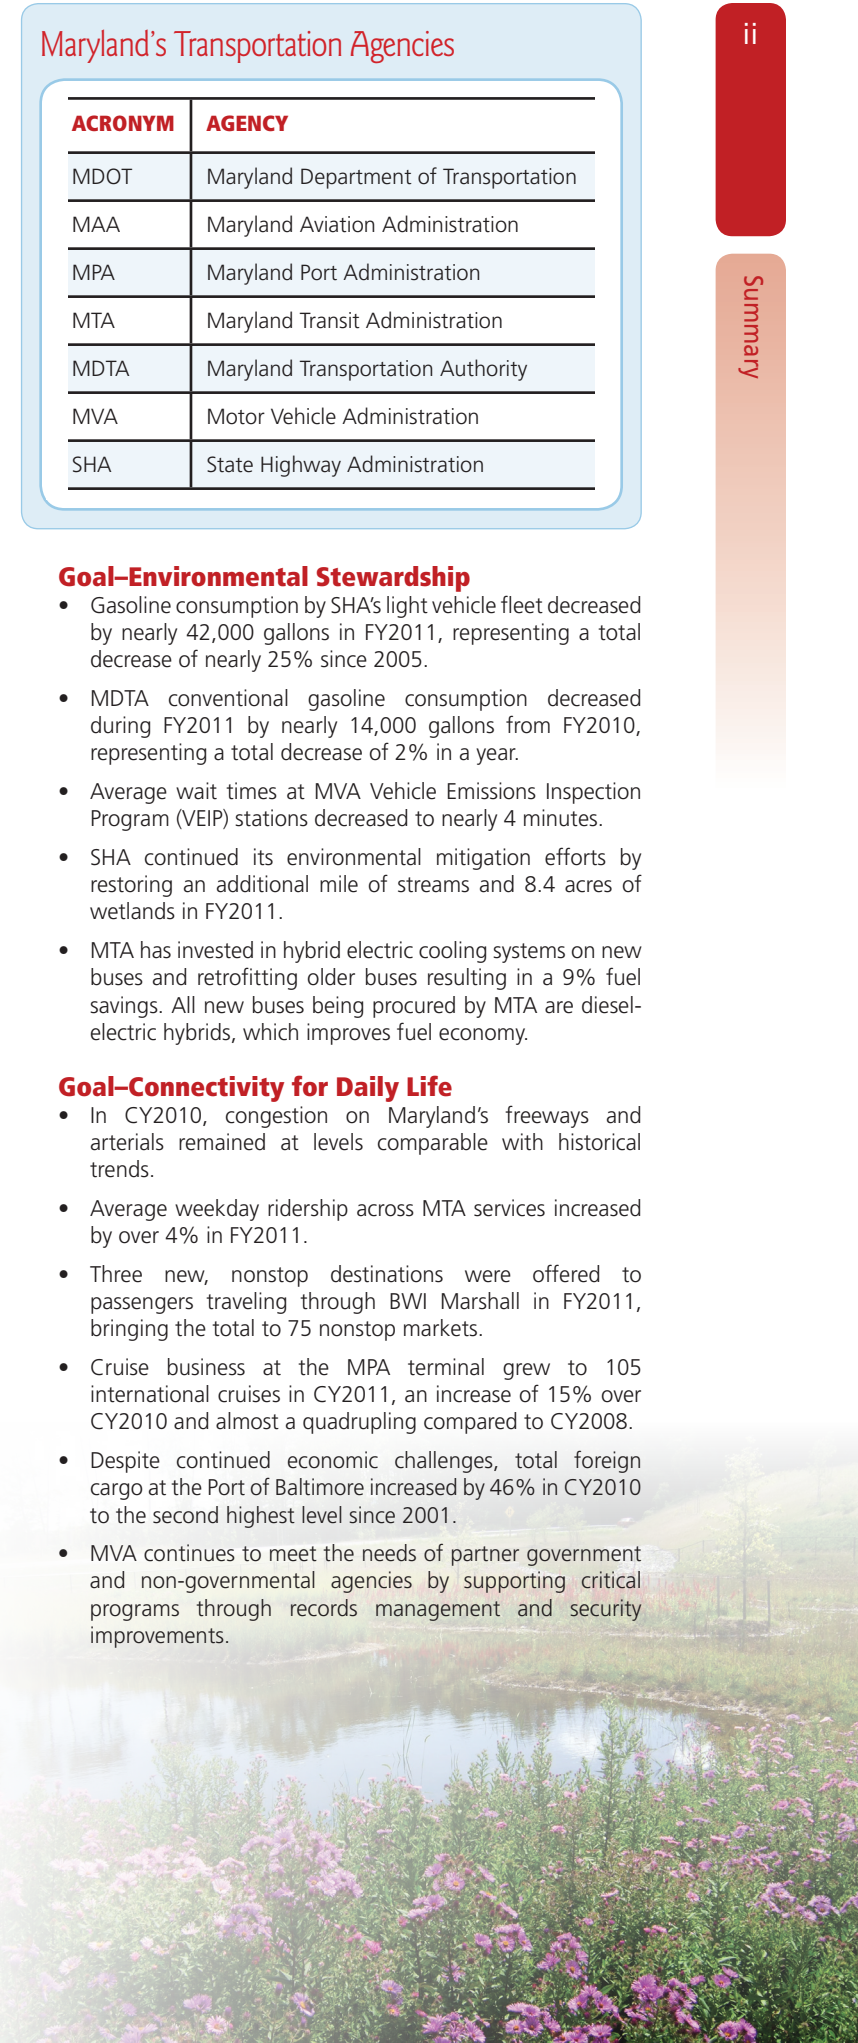 Maryland's Transportation Agencies
ACRONYM AGENCY
MDOT Maryland Department of Transportation
MAA Maryland Aviation Administration
MPA Maryland Port Administration
MTA Maryland Transit Administration
MDTA Maryland Transportation Authority
MVA Motor Vehicle Administration
SHA State Highway Administration
Goal–Environmental Stewardship
• Gasoline consumption by SHA's light vehicle fleet decreased
by nearly 42,000 gallons in FY2011, representing a total
decrease of nearly 25% since 2005.
• MDTA conventional gasoline consumption decreased
during FY2011 by nearly 14,000 gallons from FY2010,
representing a total decrease of 2% in a year.
• Average wait times at MVA Vehicle Emissions Inspection
Program (VEIP) stations decreased to nearly 4 minutes.
• SHA continued its environmental mitigation efforts by
restoring an additional mile of streams and 8.4 acres of
wetlands in FY2011.
• MTA has invested in hybrid electric cooling systems on new
buses and retrofitting older buses resulting in a 9% fuel
savings. All new buses being procured by MTA are diesel-
electric hybrids, which improves fuel economy.
Goal–Connectivity for Daily Life
• In CY2010, congestion on Maryland's freeways and
arterials remained at levels comparable with historical
trends.
• Average weekday ridership across MTA services increased
by over 4% in FY2011.
• Three new, nonstop destinations were offered to
passengers traveling through BWI Marshall in FY2011,
bringing the total to 75 nonstop markets.
• Cruise business at the MPA terminal grew to 105
international cruises in CY2011, an increase of 15% over
CY2010 and almost a quadrupling compared to CY2008.
• Despite continued economic challenges, total foreign
cargo at the Port of Baltimore increased by 46% in CY2010
to the second highest level since 2001.
• MVA continues to meet the needs of partner government
and non-governmental agencies by supporting critical
programs through records management and security
improvements.
ii
Summary